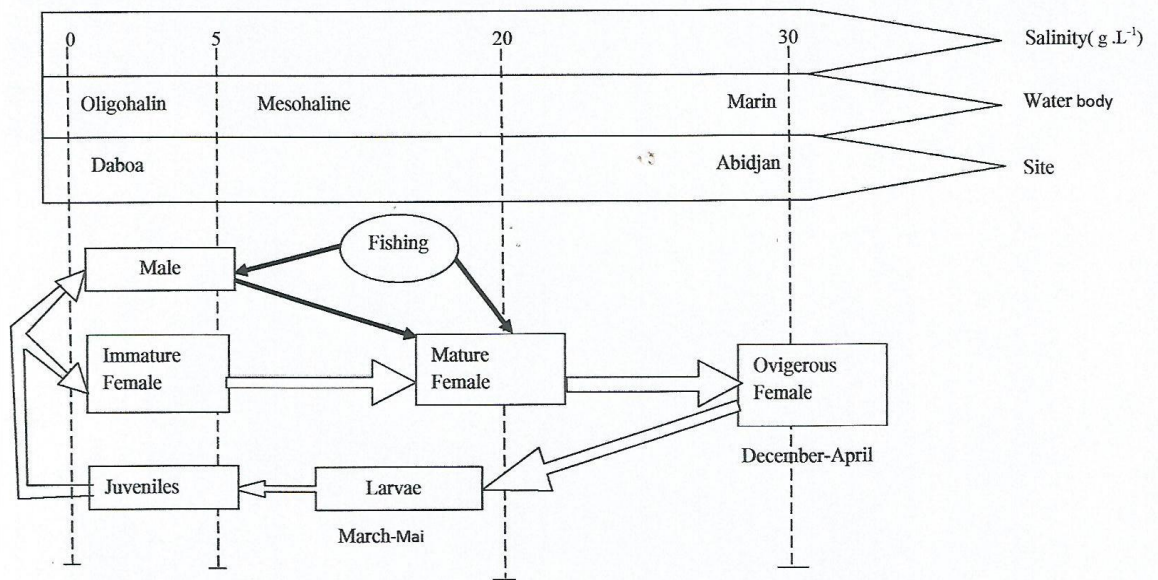 0 5 20 30 Salinity( g .L⁻¹)
Oligohalin Mesohaline Marin Water body
Daboa Abidjan Site
Fishing
Male
Immature
Female
Mature
Female
Ovigerous
Female
December-April
Juveniles
Larvae
March-Mai